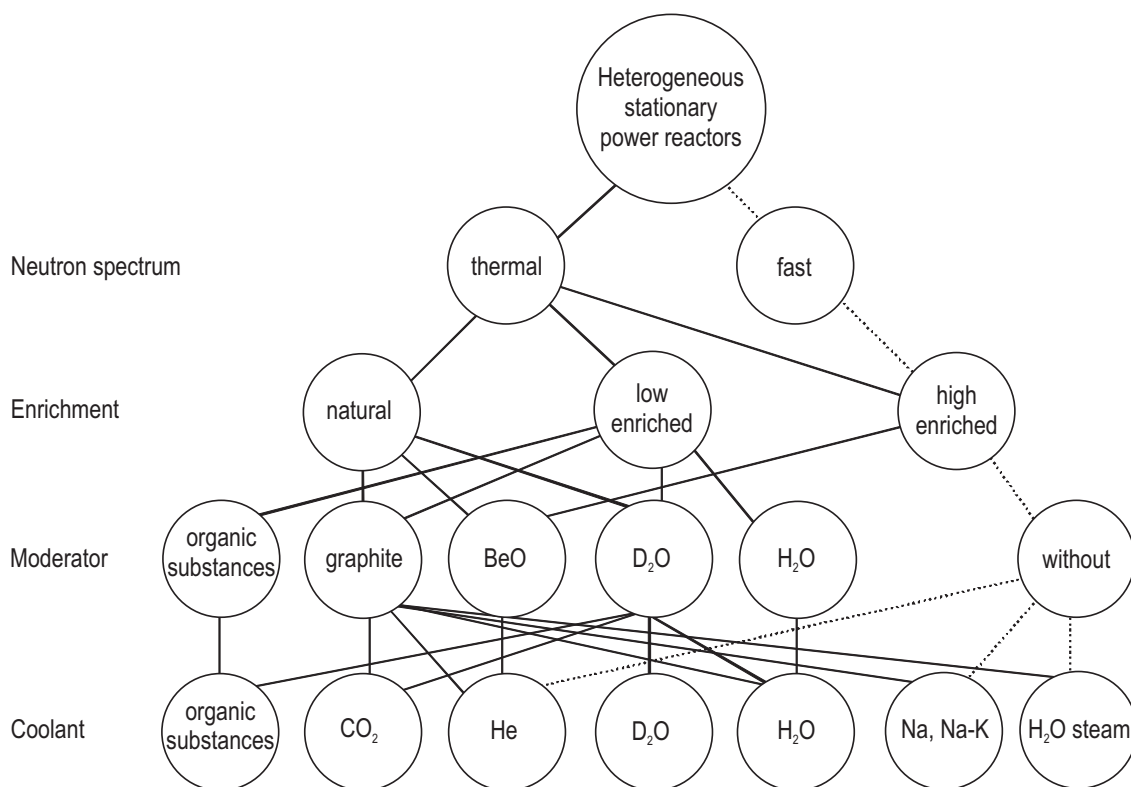 Heterogeneous
stationary
power reactors
Neutron spectrum
thermal
fast
Enrichment
natural
low
enriched
high
enriched
Moderator
organic
substances
graphite
BeO
D₂O
H₂O
without
Coolant
organic
substances
CO₂
He
D₂O
H₂O
Na, Na-K
H₂O steam